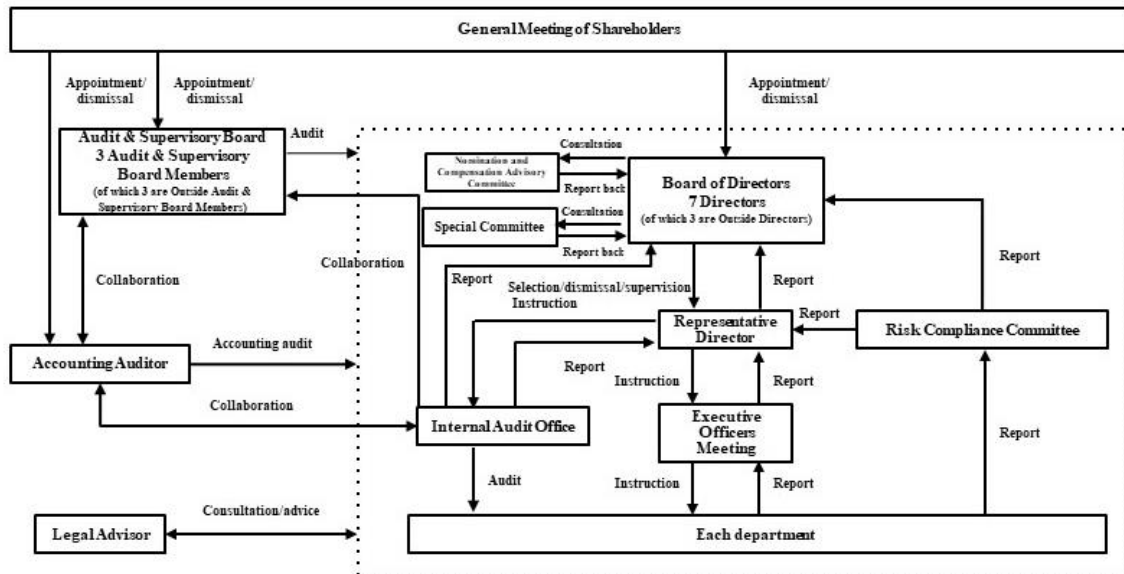 General Meeting of Shareholders
Appointment/
dismissal
Appointment/
dismissal
Appointment/
dismissal
Audit & Supervisory Board
3 Audit & Supervisory
Board Members
(of which 3 are Outside Audit &
Supervisory Board Members)
Audit
Consultation
Nomination and
Compensation Advisory
Committee
Report back
Board of Directors
7 Directors
(of which 3 are Outside Directors)
Consultation
Special Committee
Report back
Collaboration
Collaboration
Report
Selection/dismissal/supervision
Instruction
Report
Report
Representative
Director
Report
Risk Compliance Committee
Accounting Auditor
Accounting audit
Report
Instruction
Report
Collaboration
Internal Audit Office
Executive
Officers
Meeting
Report
Audit
Instruction
Report
Legal Advisor
Consultation/advice
Each department